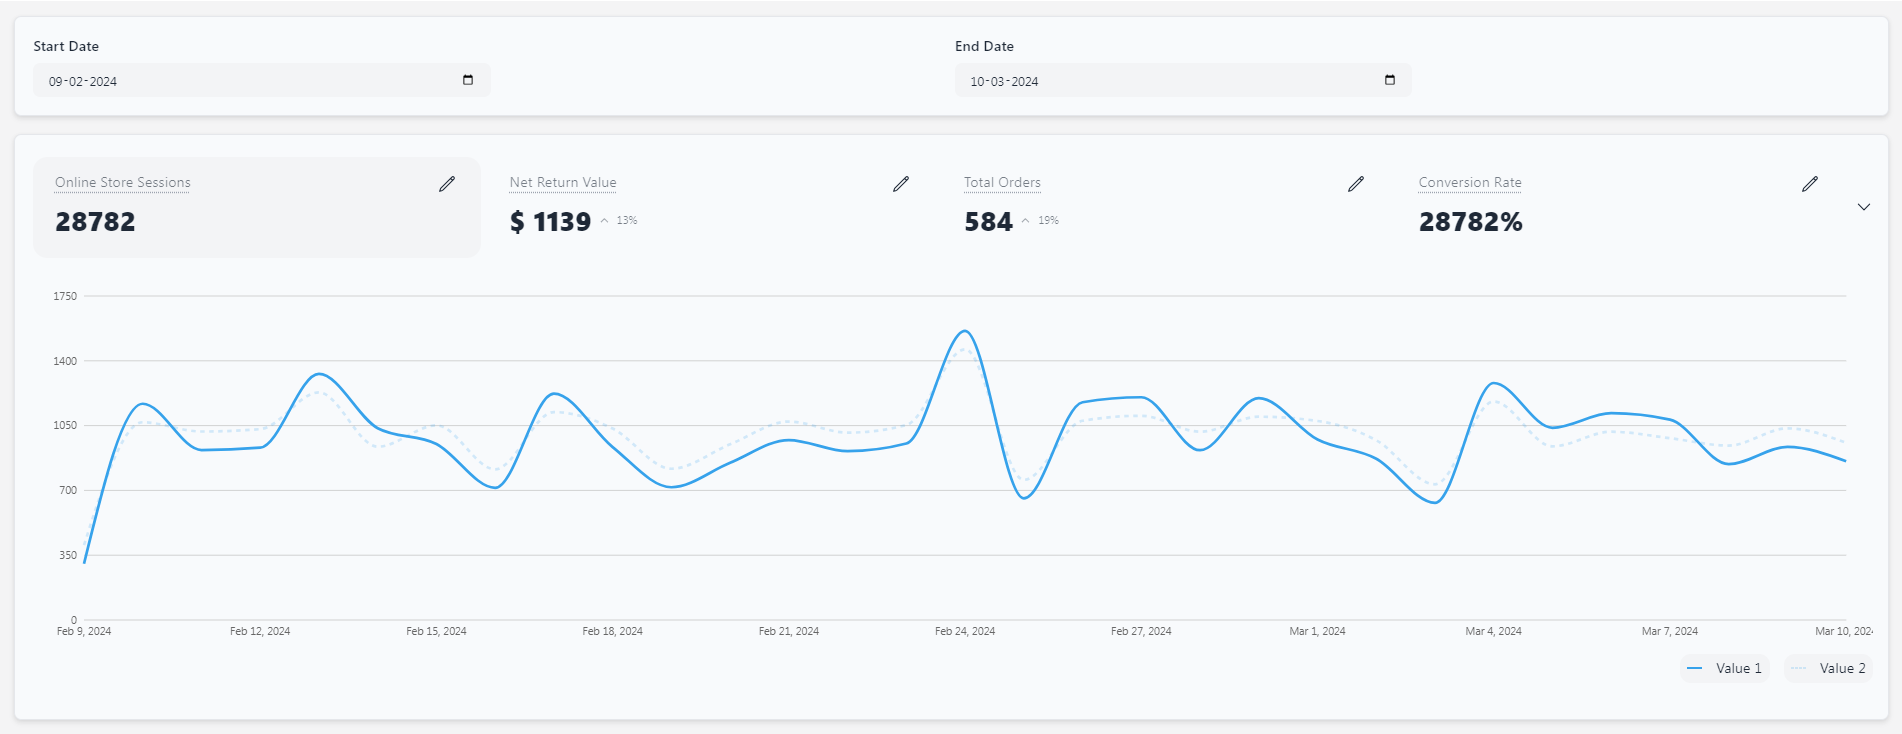 Start Date
End Date
09-02-2024
10-03-2024
Online Store Sessions
28782
Net Return Value
$ 1139 13%
Total Orders
584 19%
Conversion Rate
28782%
1750
1400
1050
700
350
0
Feb 9, 2024 Feb 12, 2024 Feb 15, 2024 Feb 18, 2024 Feb 21, 2024 Feb 24, 2024 Feb 27, 2024 Mar 1, 2024 Mar 4, 2024 Mar 7, 2024 Mar 10, 2024
Value 1 Value 2